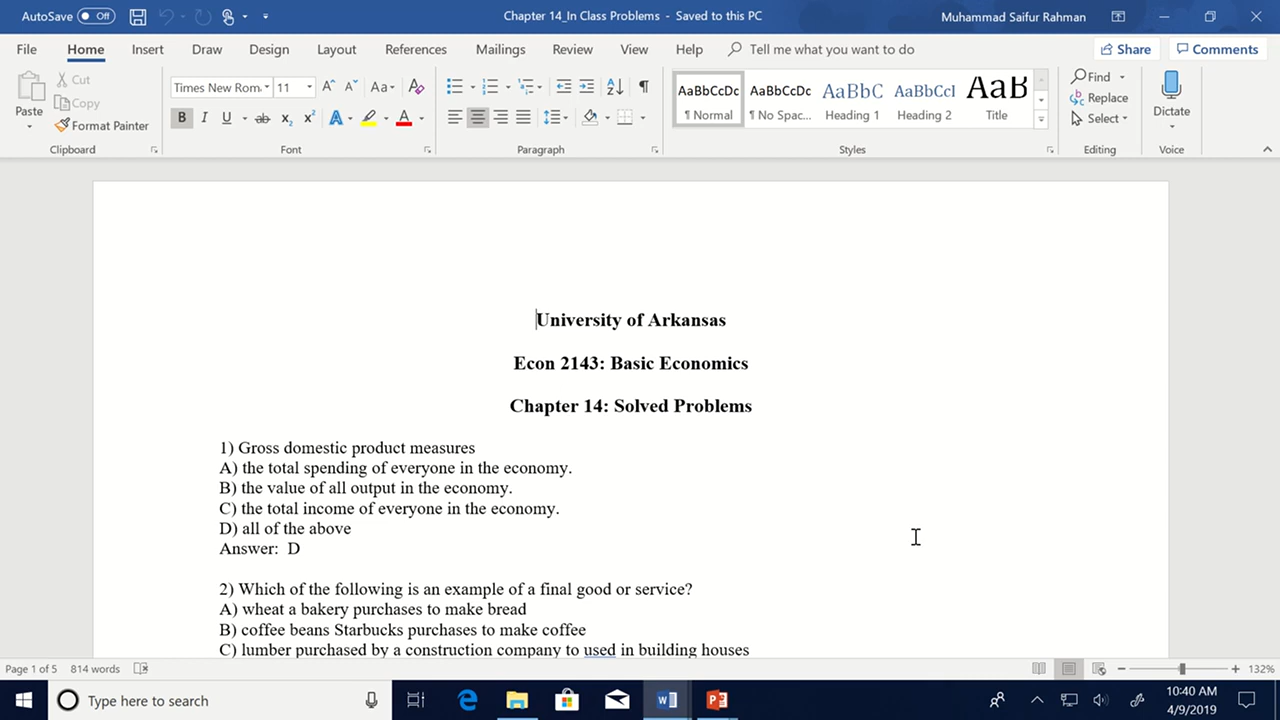 AutoSave Off Chapter 14_In Class Problems - Saved to this PC Muhammad Saifur Rahman
File Home Insert Draw Design Layout References Mailings Review View Help Tell me what you want to do Share Comments
Paste Cut Copy Format Painter
Times New Rom 11
AaBbCcDc AaBbCcDc AaBbC AaBbCcI AaB
¶ Normal ¶ No Spac... Heading 1 Heading 2 Title
Find Replace Select Dictate
Clipboard Font Paragraph Styles Editing Voice
University of Arkansas
Econ 2143: Basic Economics
Chapter 14: Solved Problems
1) Gross domestic product measures
A) the total spending of everyone in the economy.
B) the value of all output in the economy.
C) the total income of everyone in the economy.
D) all of the above
Answer: D
2) Which of the following is an example of a final good or service?
A) wheat a bakery purchases to make bread
B) coffee beans Starbucks purchases to make coffee
C) lumber purchased by a construction company to used in building houses
Page 1 of 5 814 words 132%
Type here to search
10:40 AM
4/9/2019